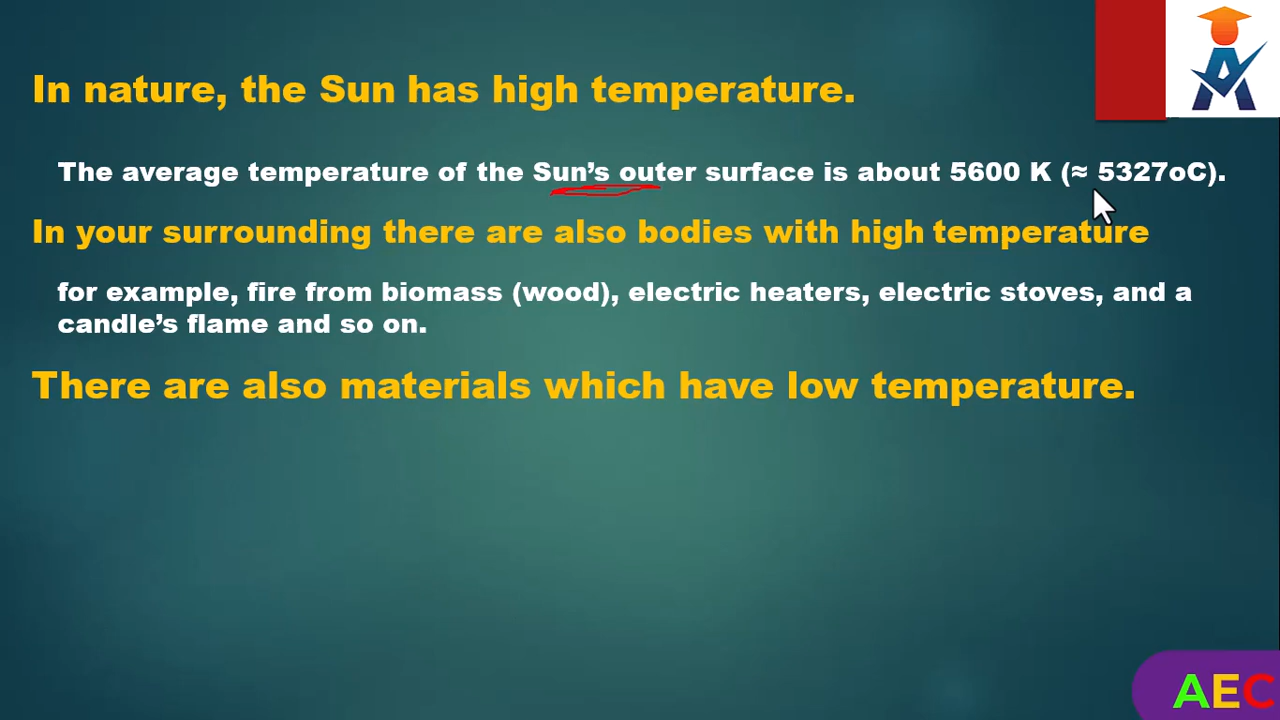 In nature, the Sun has high temperature.
The average temperature of the Sun’s outer surface is about 5600 K (≈ 5327oC).
In your surrounding there are also bodies with high temperature
for example, fire from biomass (wood), electric heaters, electric stoves, and a
candle’s flame and so on.
There are also materials which have low temperature.
AEC